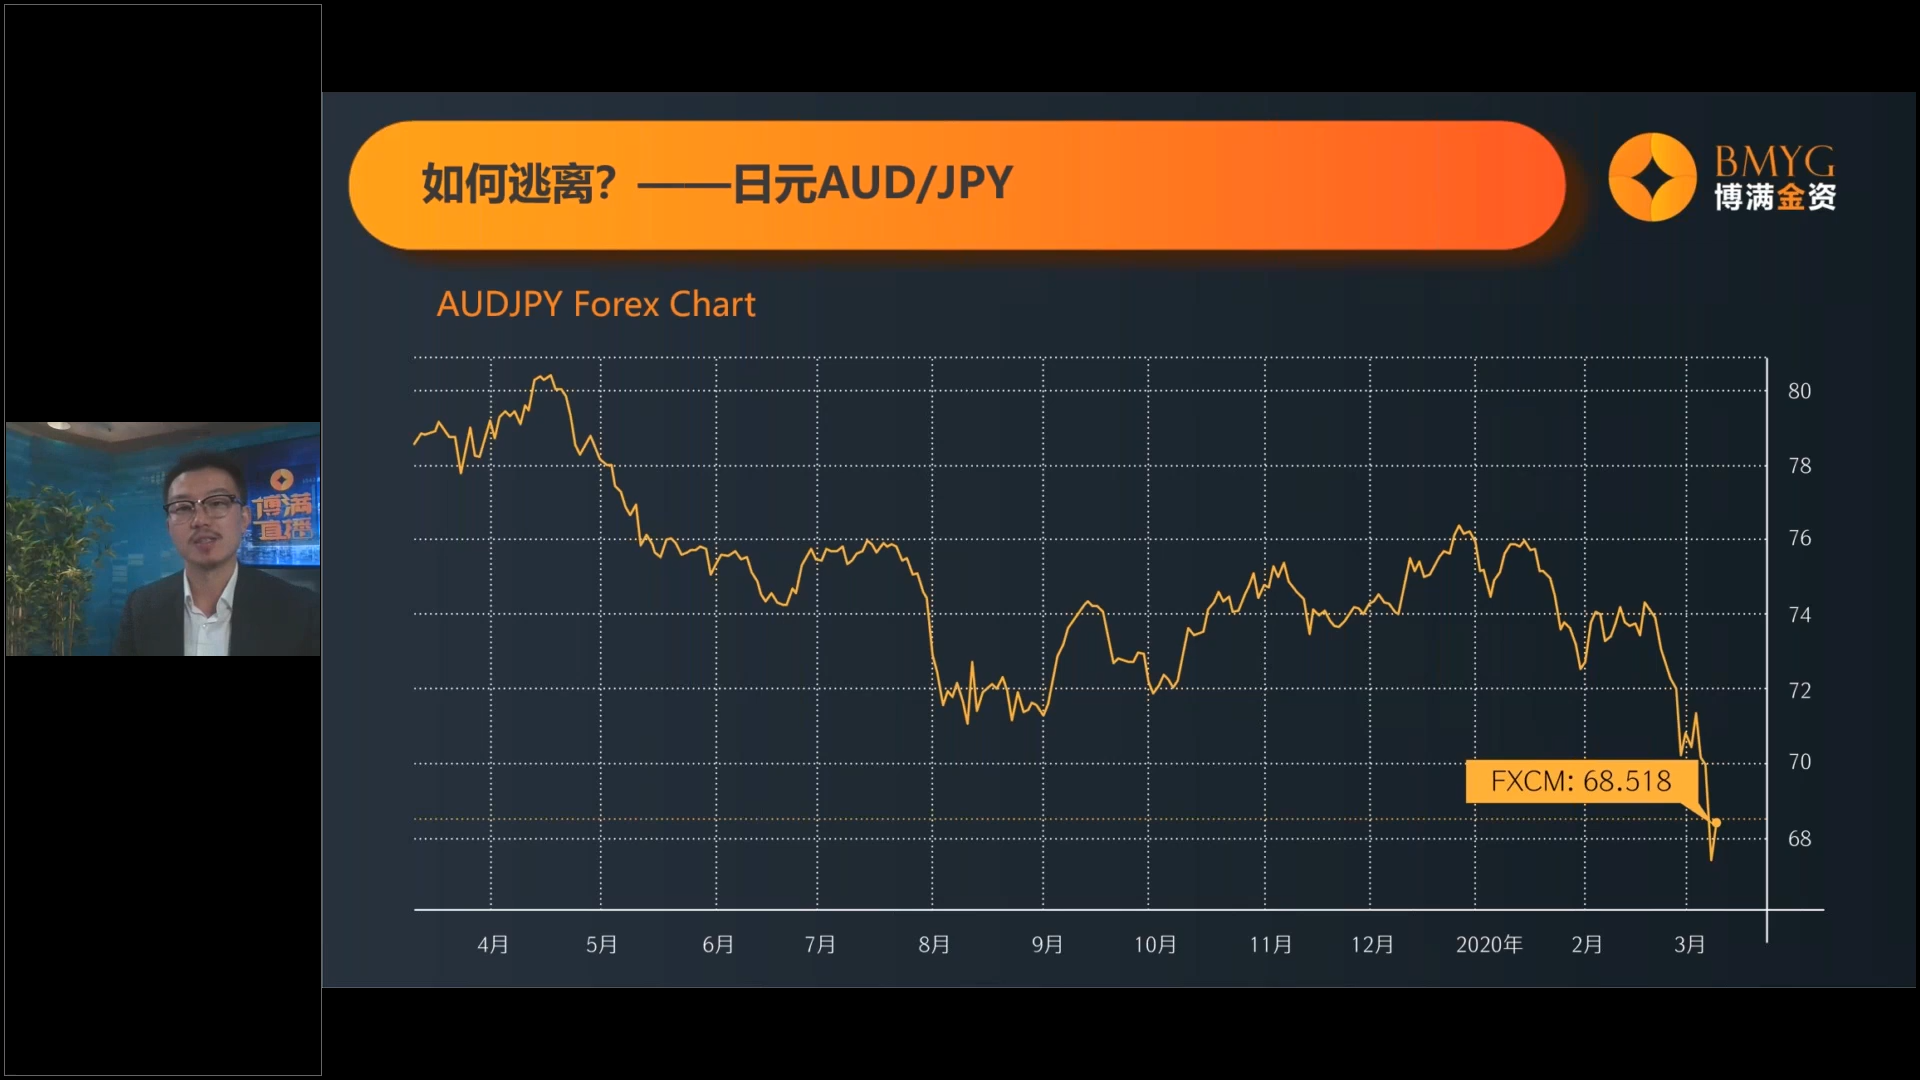 如何逃离？——日元AUD/JPY
BMYG
博满金资
AUDJPY Forex Chart
80
78
76
74
72
70
68
FXCM: 68.518
4月
5月
6月
7月
8月
9月
10月
11月
12月
2020年
2月
3月
博满
直播